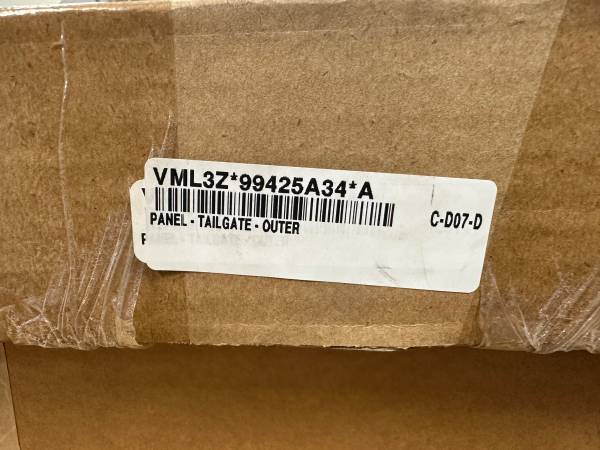 VML3Z*99425A34*A
PANEL - TAILGATE - OUTER
C-D07-D